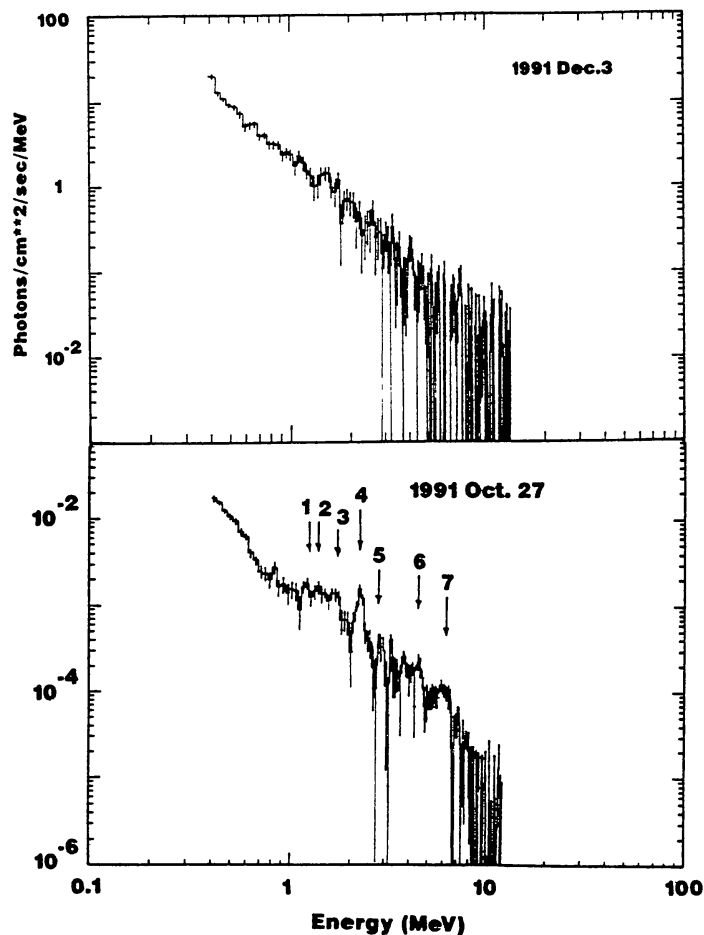 100
1991 Dec.3
1
10-2
Photons/cm**2/sec/MeV
1991 Oct. 27
10-2
1 2 3 4 5 6 7
10-4
10-6
0.1 1 10 100
Energy (MeV)